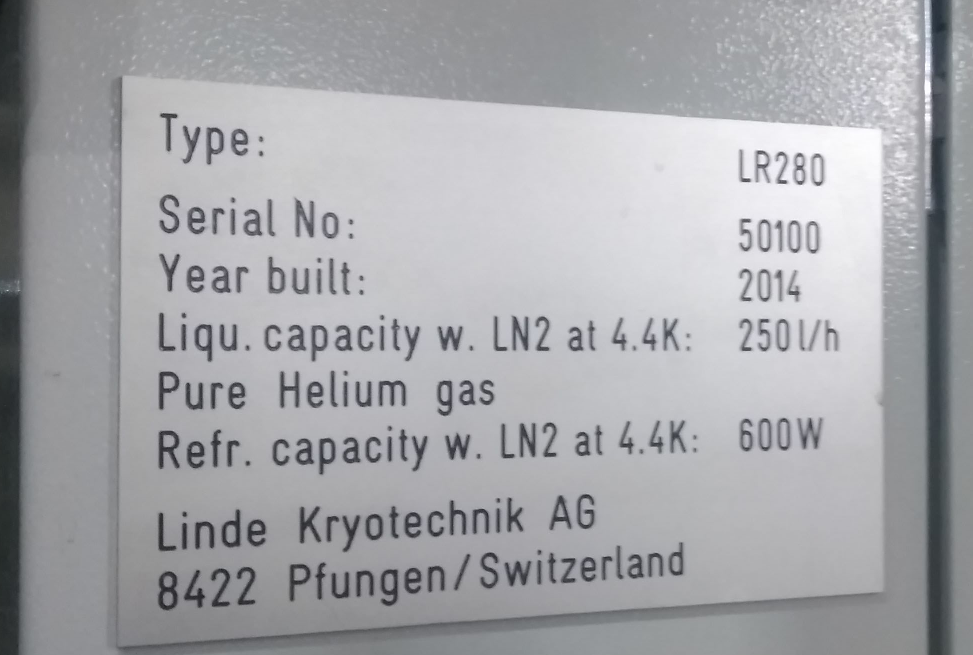 Type: LR280
Serial No: 50100
Year built: 2014
Liqu. capacity w. LN2 at 4.4K: 250 l/h
Pure Helium gas
Refr. capacity w. LN2 at 4.4K: 600W
Linde Kryotechnik AG
8422 Pfungen/Switzerland